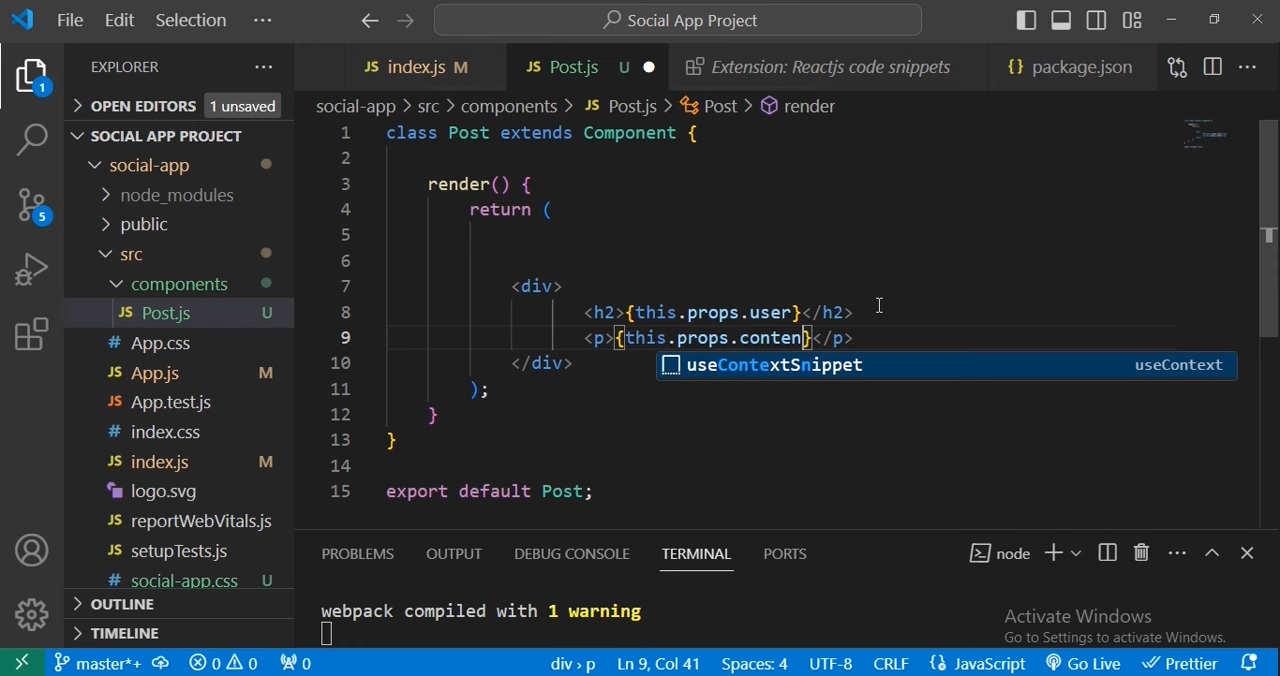 File Edit Selection ··· Social App Project
EXPLORER ··· JS index.js M JS Post.js U Extension: Reactjs code snippets {} package.json ···
OPEN EDITORS 1 unsaved social-app > src > components > JS Post.js > Post > render
SOCIAL APP PROJECT
social-app
node_modules
public
src
components
JS Post.js U
# App.css
JS App.js M
JS App.test.js
# index.css
JS index.js M
logo.svg
JS reportWebVitals.js
JS setupTests.js
# social-app.css U
OUTLINE
TIMELINE
1 class Post extends Component {
2
3 render() {
4 return (
5
6
7 <div>
8 <h2>{this.props.user}</h2>
9 <p>{this.props.conten}</p>
useContextSnippet useContext
10 </div>
11 );
12 }
13 }
14
15 export default Post;
PROBLEMS OUTPUT DEBUG CONSOLE TERMINAL PORTS node ···
webpack compiled with 1 warning
Activate Windows
Go to Settings to activate Windows.
1
5
master*+ 0 0 0 div › p Ln 9, Col 41 Spaces: 4 UTF-8 CRLF JavaScript Go Live Prettier